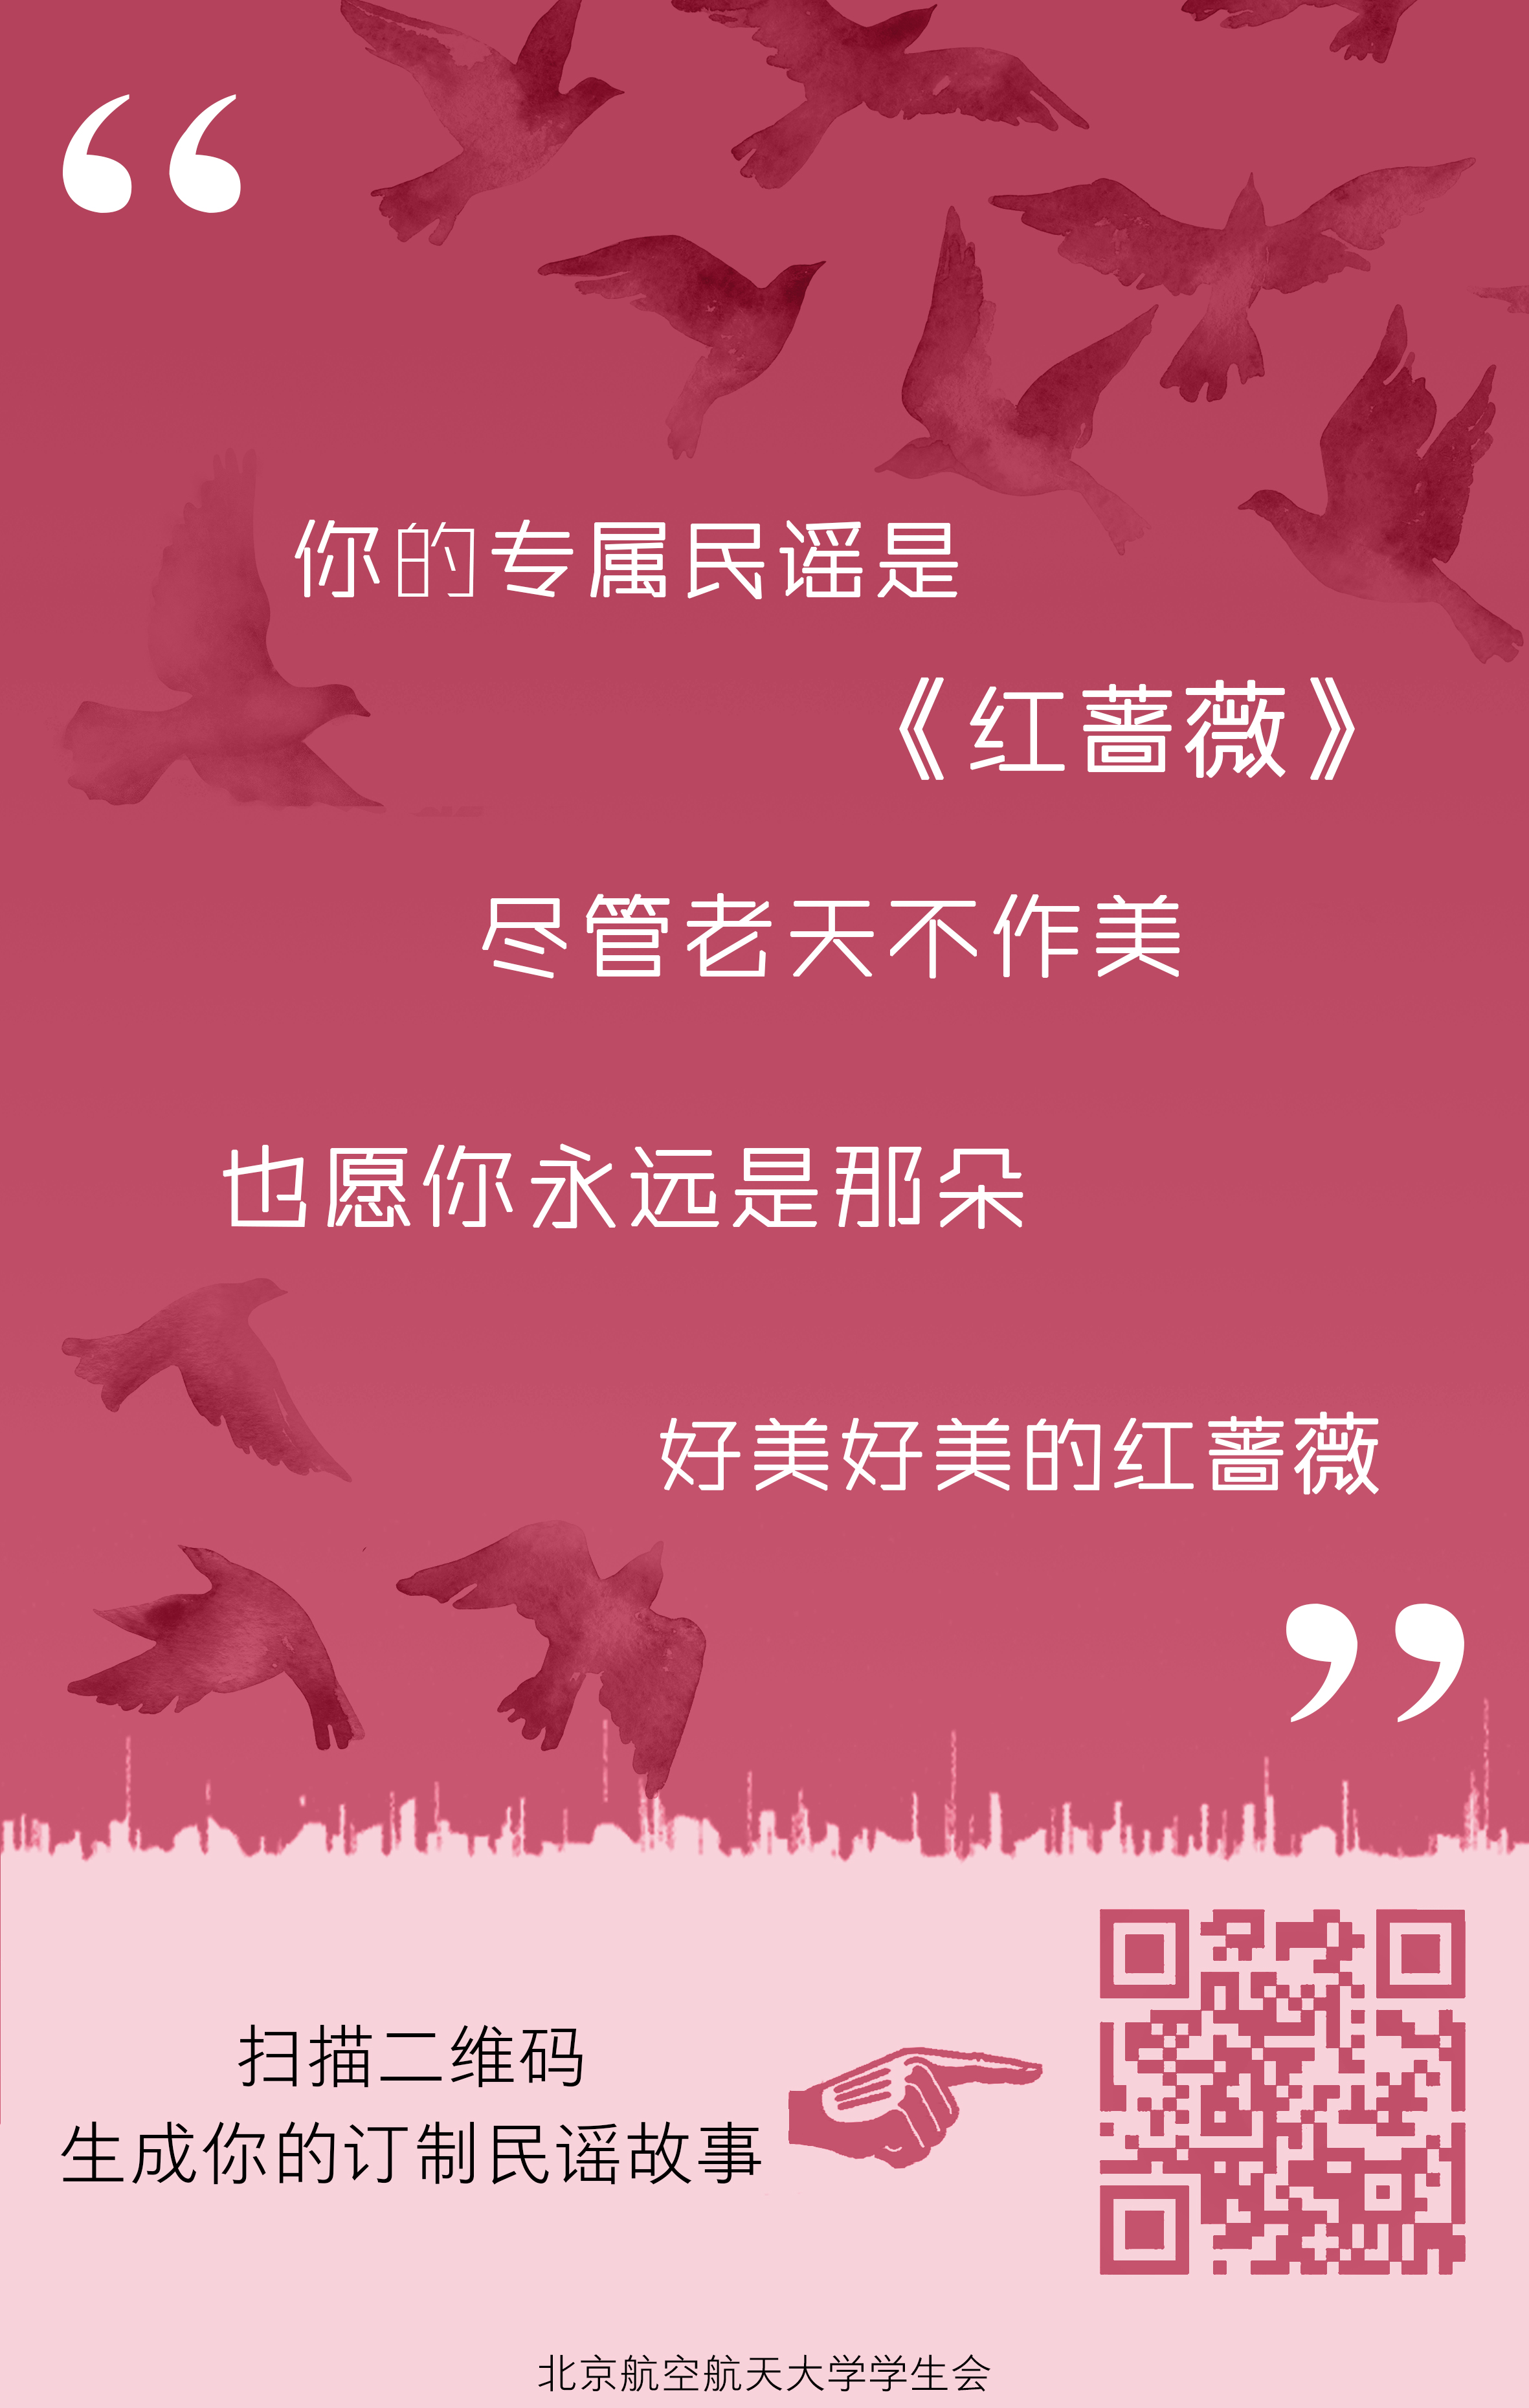 “
你的专属民谣是
《红蔷薇》
尽管老天不作美
也愿你永远是那朵
好美好美的红蔷薇
”
扫描二维码
生成你的订制民谣故事
北京航空航天大学学生会